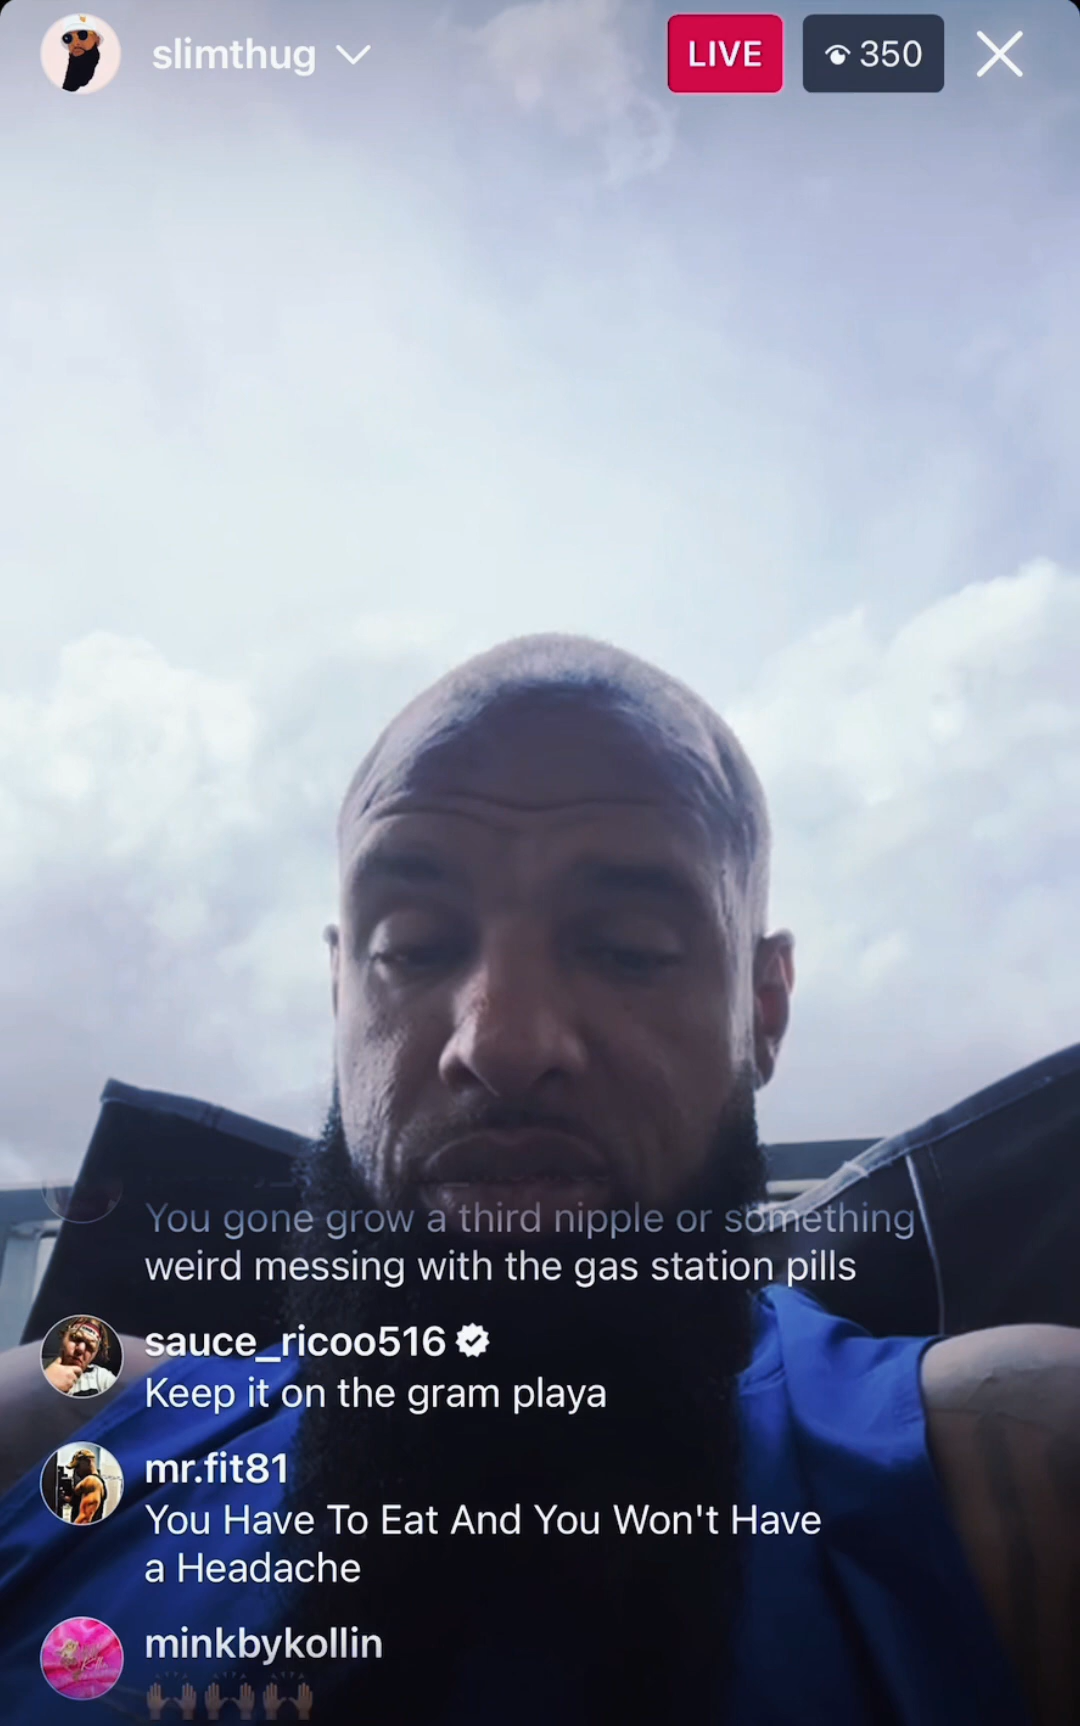 slimthug
LIVE
350
You gone grow a third nipple or something
weird messing with the gas station pills
sauce_ricoo516
Keep it on the gram playa
mr.fit81
You Have To Eat And You Won't Have
a Headache
minkbykollin
🙌🏽🙌🏽🙌🏽